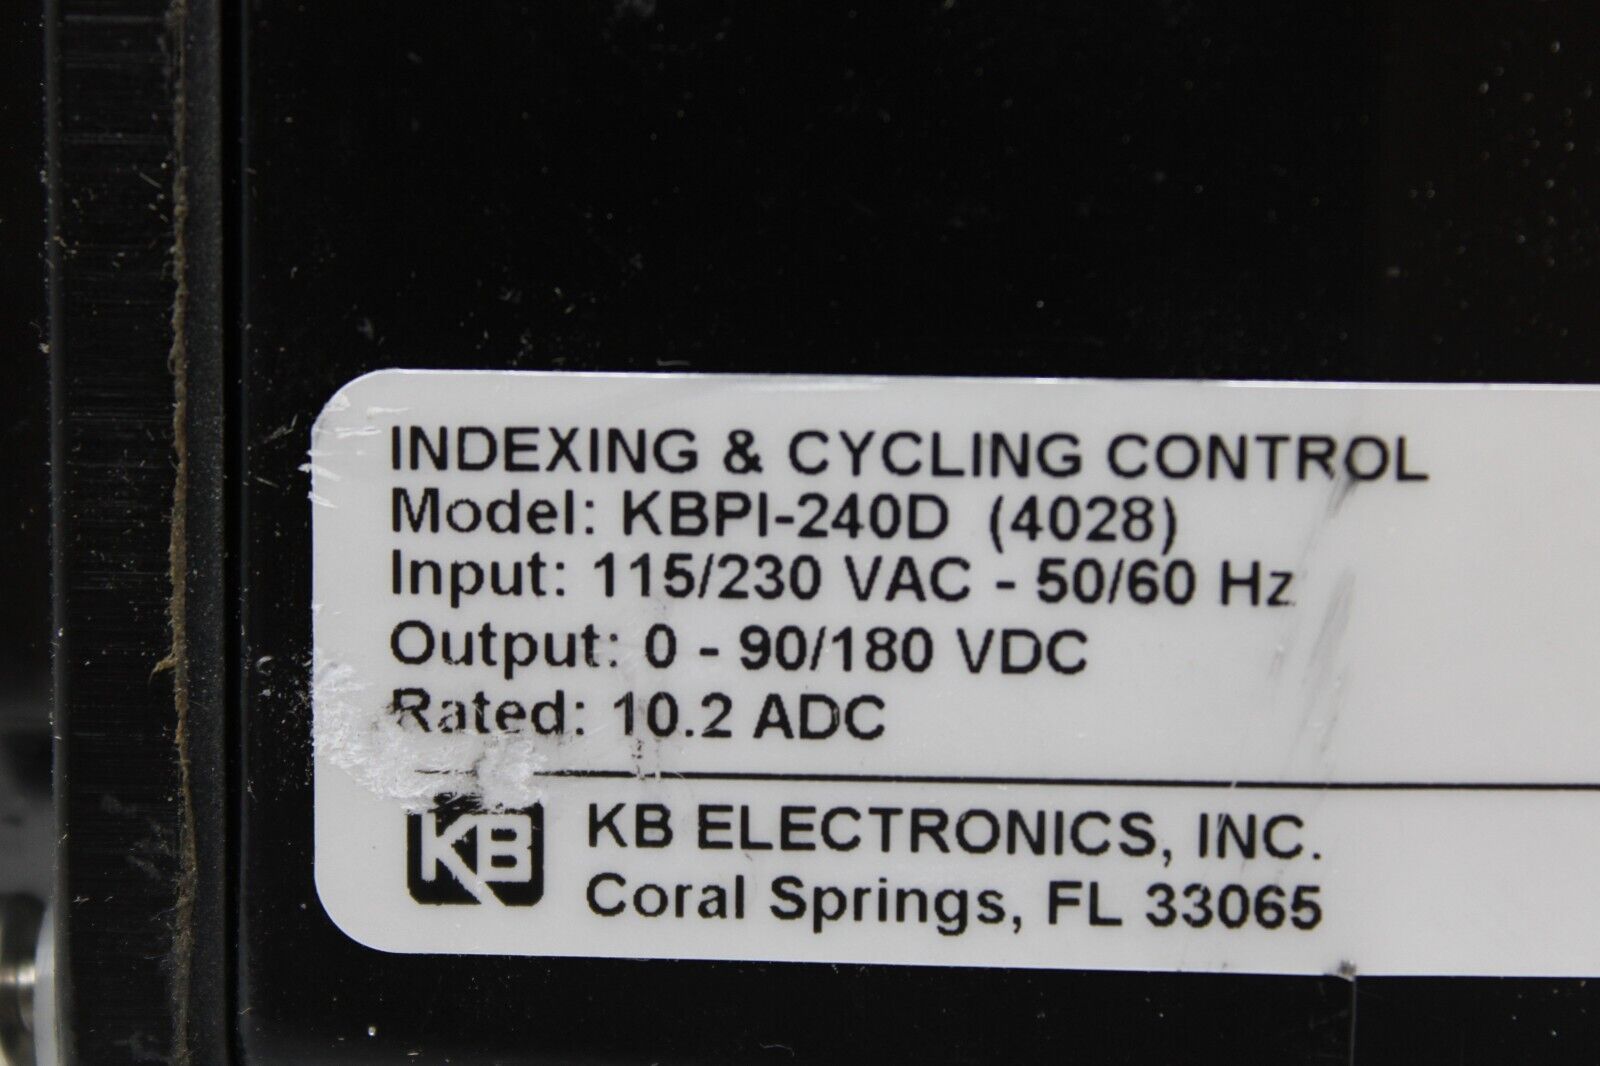 INDEXING & CYCLING CONTROL
Model: KBPI-240D (4028)
Input: 115/230 VAC - 50/60 Hz
Output: 0 - 90/180 VDC
Rated: 10.2 ADC
KB KB ELECTRONICS, INC.
Coral Springs, FL 33065